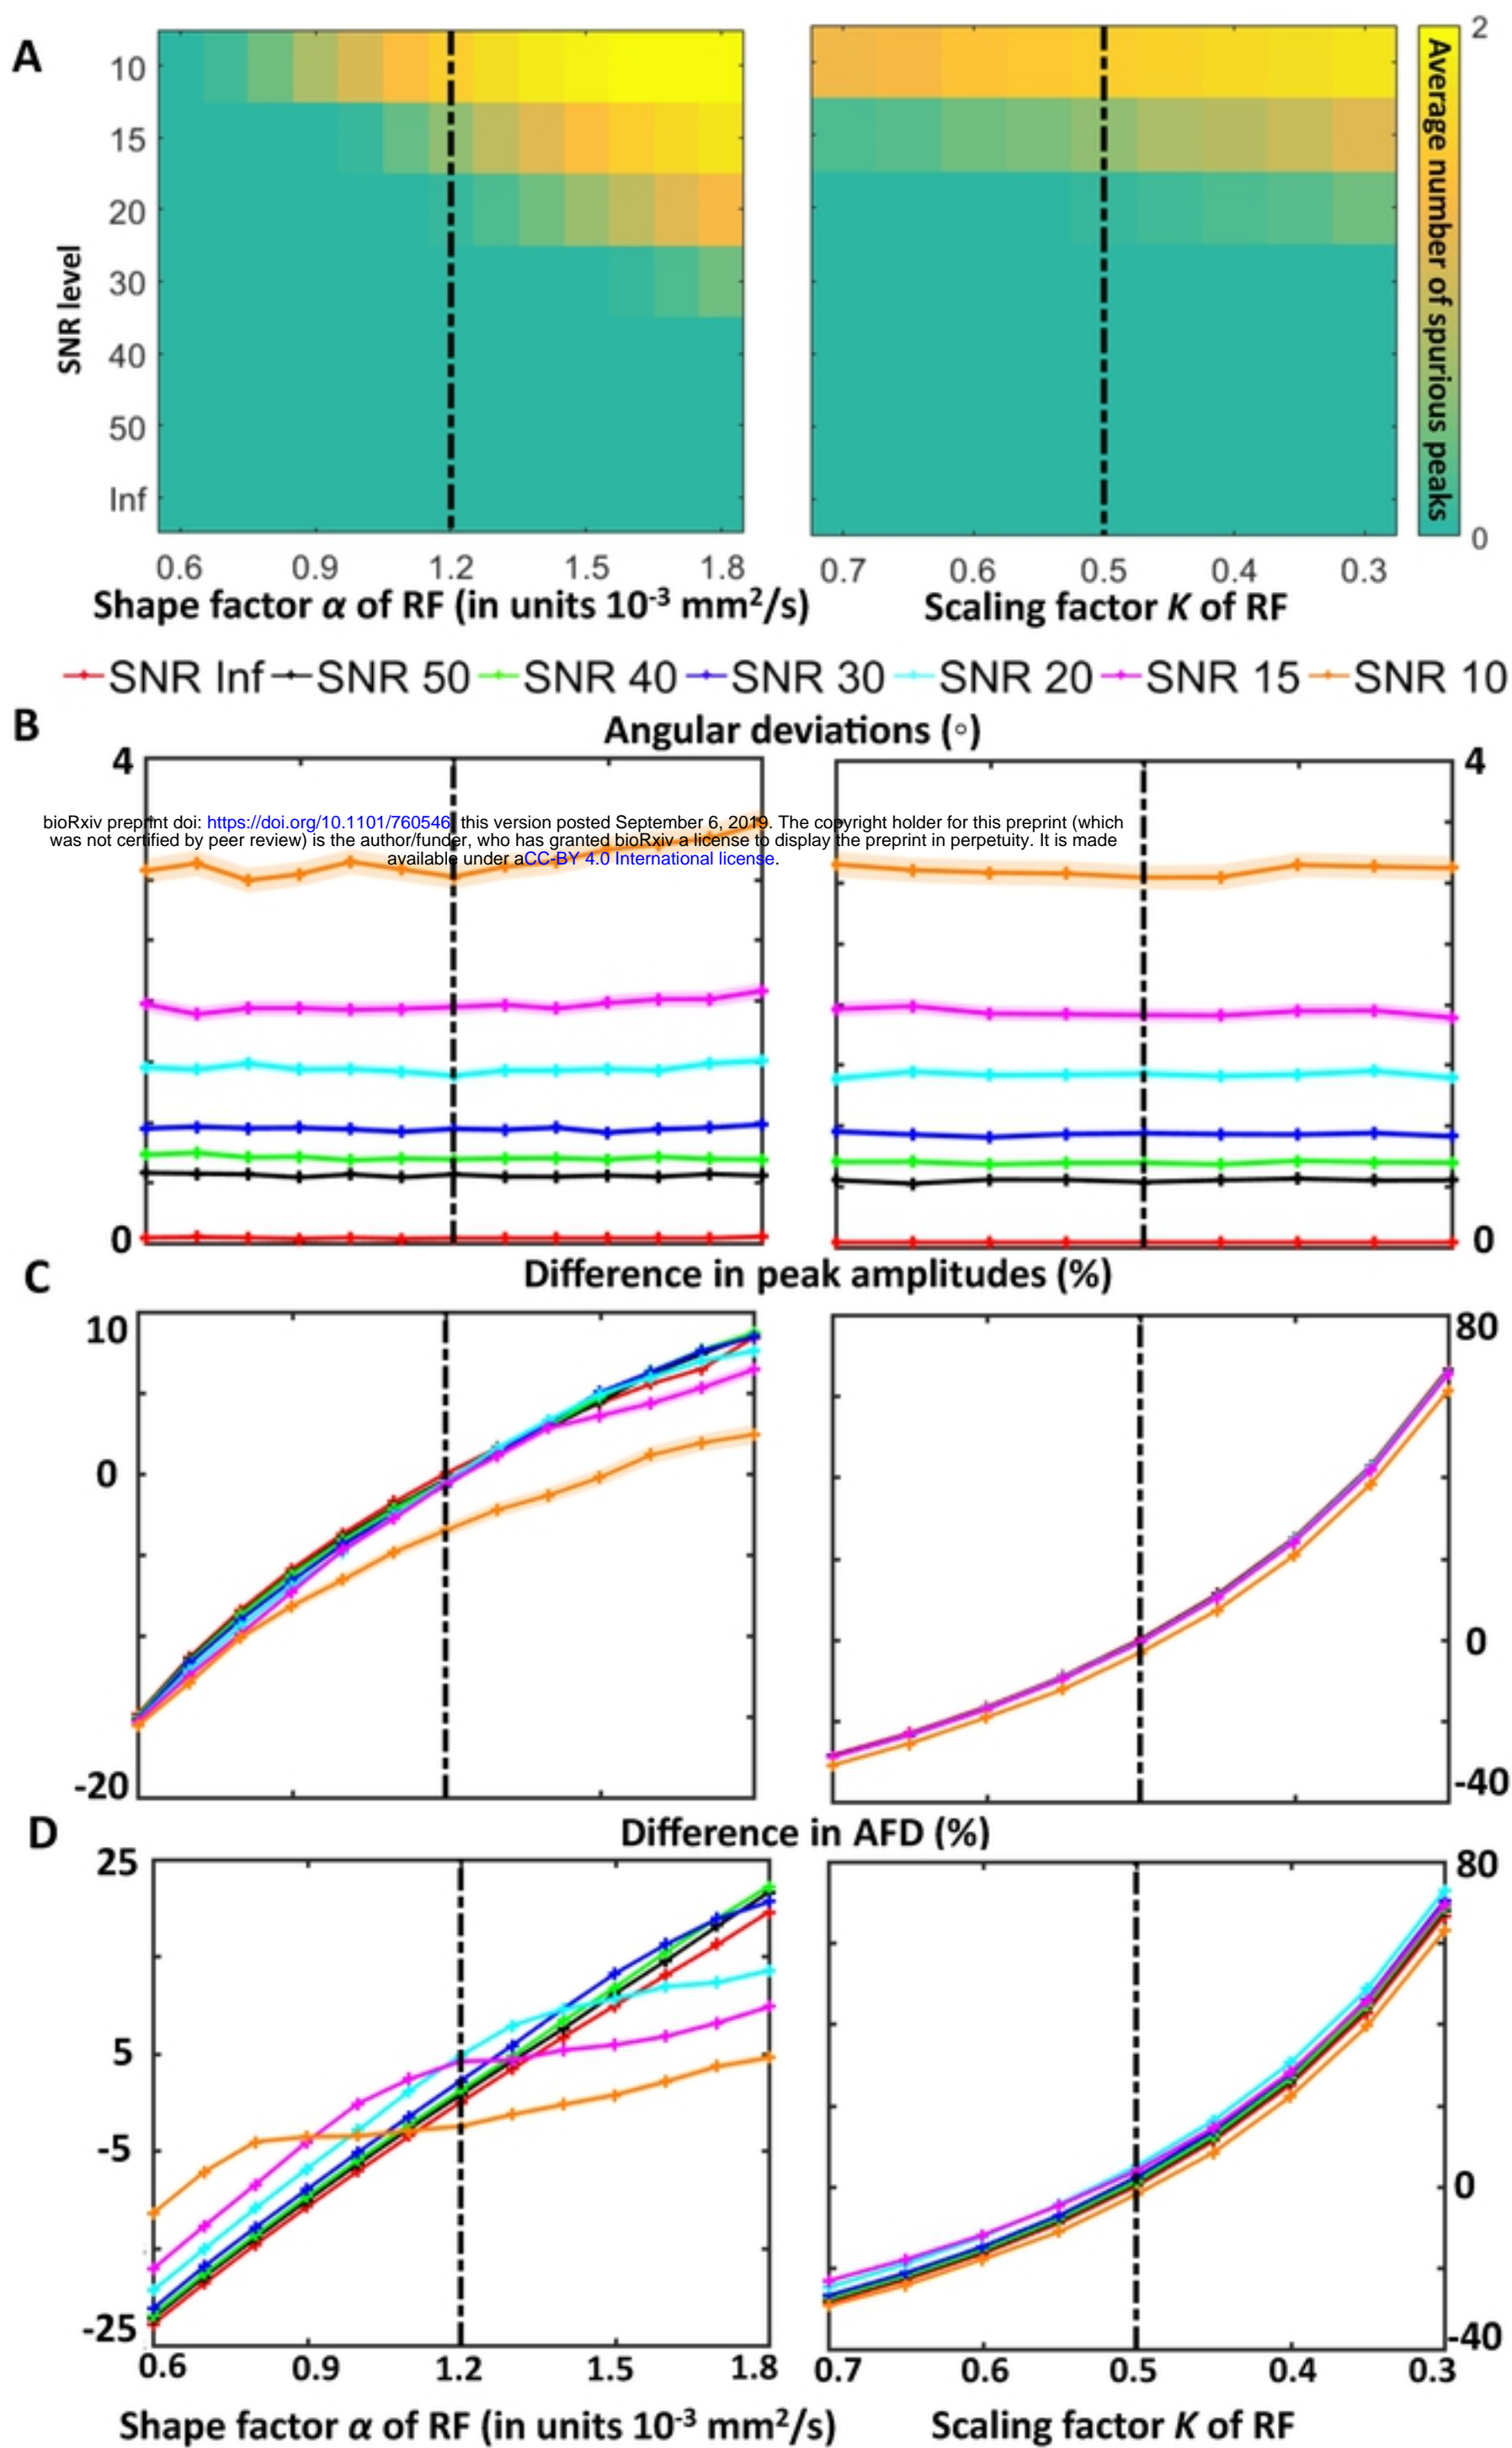 A
2
10
15
20
30
40
50
Inf
SNR level
Average number of spurious peaks
0
0.6 0.9 1.2 1.5 1.8
0.7 0.6 0.5 0.4 0.3
Shape factor α of RF (in units 10⁻³ mm²/s)
Scaling factor K of RF
SNR Inf SNR 50 SNR 40 SNR 30 SNR 20 SNR 15 SNR 10
B
Angular deviations (°)
4
4
bioRxiv preprint doi: https://doi.org/10.1101/760546; this version posted September 6, 2019. The copyright holder for this preprint (which
was not certified by peer review) is the author/funder, who has granted bioRxiv a license to display the preprint in perpetuity. It is made
available under aCC-BY 4.0 International license.
0
0
C
Difference in peak amplitudes (%)
10
0
-20
80
0
-40
D
Difference in AFD (%)
25
5
-5
-25
80
0
-40
0.6 0.9 1.2 1.5 1.8
0.7 0.6 0.5 0.4 0.3
Shape factor α of RF (in units 10⁻³ mm²/s)
Scaling factor K of RF